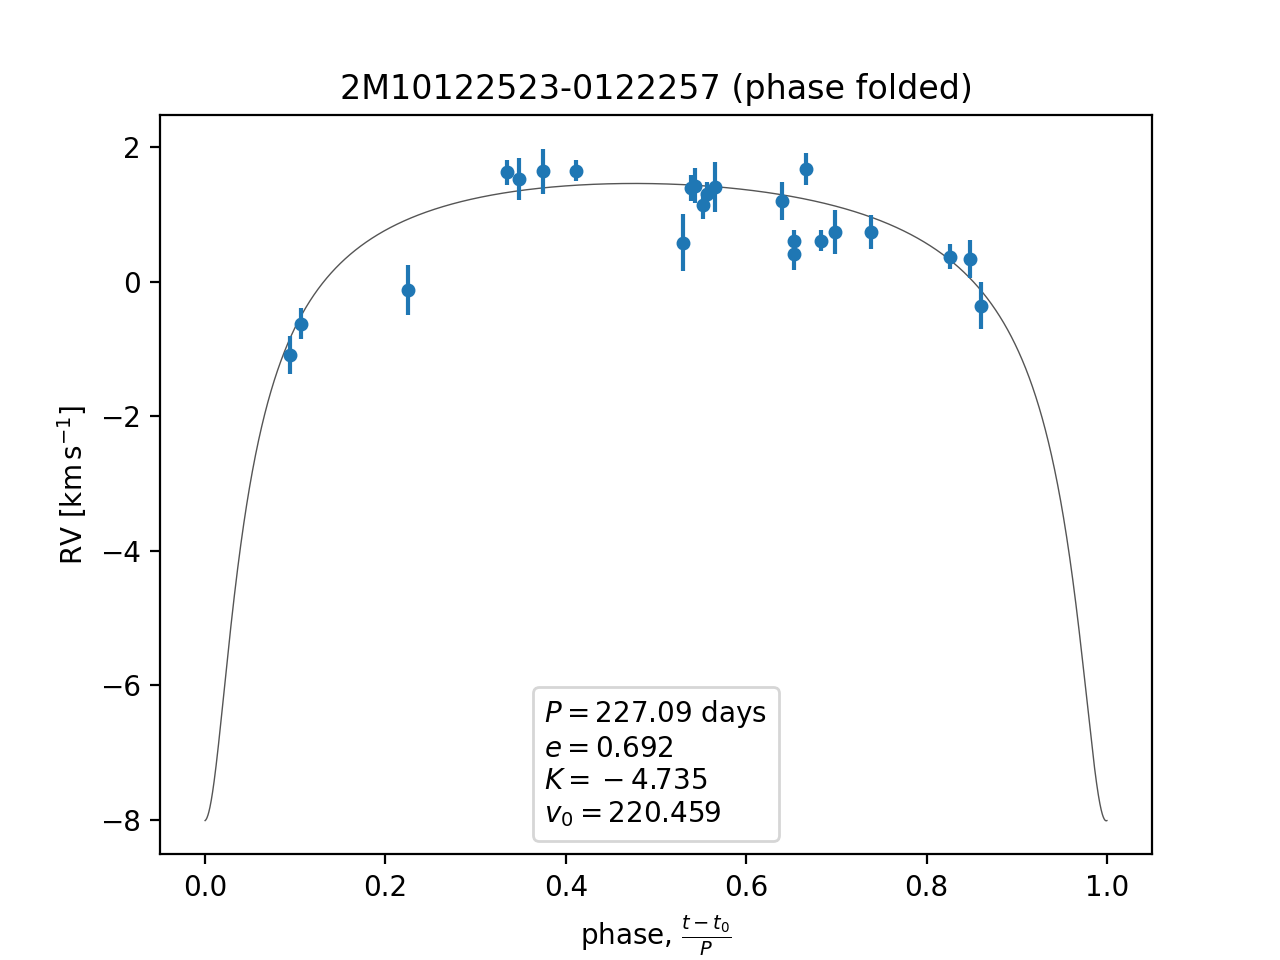 2M10122523-0122257 (phase folded)
RV [km s⁻¹]
2
0
−2
−4
−6
−8
P = 227.09 days
e = 0.692
K = − 4.735
v₀ = 220.459
0.0 0.2 0.4 0.6 0.8 1.0
phase, (t − t₀)/P